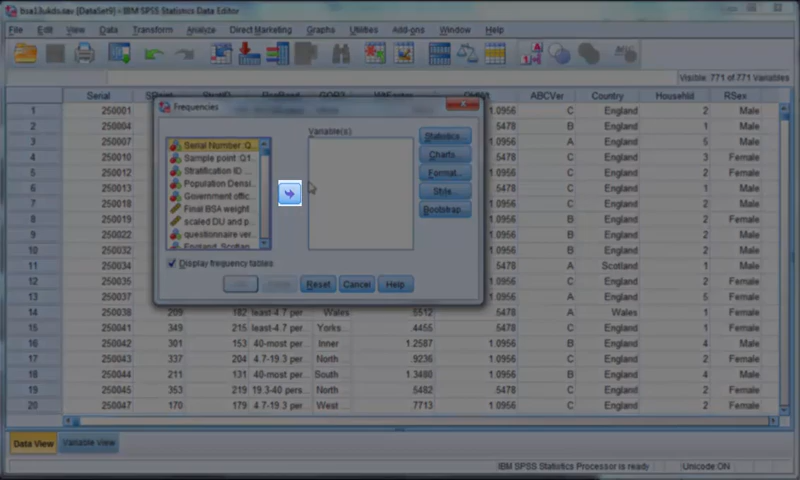 bsa13ukds.sav [DataSet9] - IBM SPSS Statistics Data Editor
File Edit View Data Transform Analyze Direct Marketing Graphs Utilities Add-ons Window Help
Visible: 771 of 771 Variables
Serial SPoint StratID PopBand GOR2 WtFactor ABCVer Country Househld RSex
1 250001 1.0956 C England 2 Male
2 250004 .5478 B England 1 Male
3 250007 1.0956 A England 5 Male
4 250010 1.0956 C England 3 Female
5 250012 .5478 C England 2 Female
6 250013 .5478 C England 1 Male
7 250017 1.0956 C England 2 Male
8 250019 1.0956 B England 2 Female
9 250022 1.0956 B England 2 Female
10 250032 1.0956 B England 2 Female
11 250034 .5478 A Scotland 1 Male
12 250035 1.0956 C England 2 Female
13 250037 1.0956 A England 5 Female
14 250038 209 182 least-4.7 per... Wales .5512 1.0956 A Wales 1 Female
15 250041 349 215 least-4.7 per... Yorks... .4455 .5478 C England 1 Female
16 250042 301 153 40-most per... Inner 1.2587 1.0956 B England 4 Male
17 250043 337 204 4.7-19.3 per... North .9236 1.0956 C England 2 Male
18 250044 211 131 40-most per... South 1.3480 1.0956 B England 4 Male
19 250045 353 219 19.3-40 pers... North .5482 .5478 C England 2 Female
20 250047 170 179 4.7-19.3 per... West ... .7713 1.0956 C England 2 Female
Frequencies
Variable(s)
Serial Number :Q...
Sample point :Q1...
Stratification ID ...
Population Densi...
Government offic...
Final BSA weight
scaled DU and p...
questionnaire ver...
England, Scotlan...
Statistics...
Charts...
Format...
Style...
Bootstrap...
Display frequency tables
Reset Cancel Help
Data View Variable View
IBM SPSS Statistics Processor is ready Unicode:ON